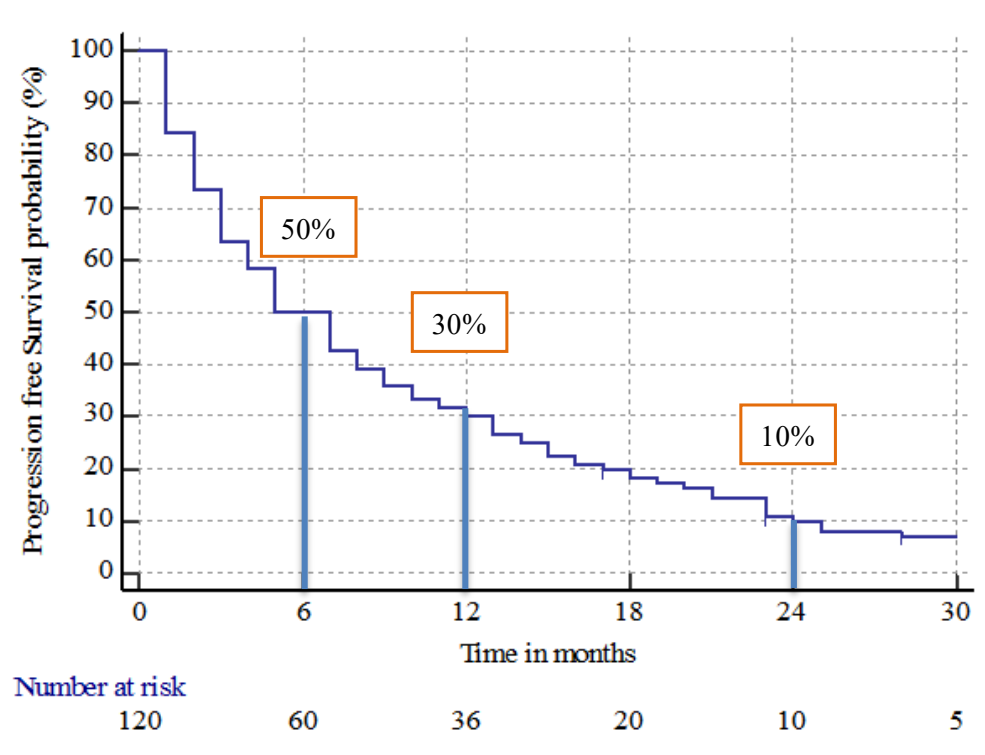 Progression free Survival probability (%)
100
90
80
70
60
50
40
30
20
10
0
50%
30%
10%
0 6 12 18 24 30
Time in months
Number at risk
120 60 36 20 10 5